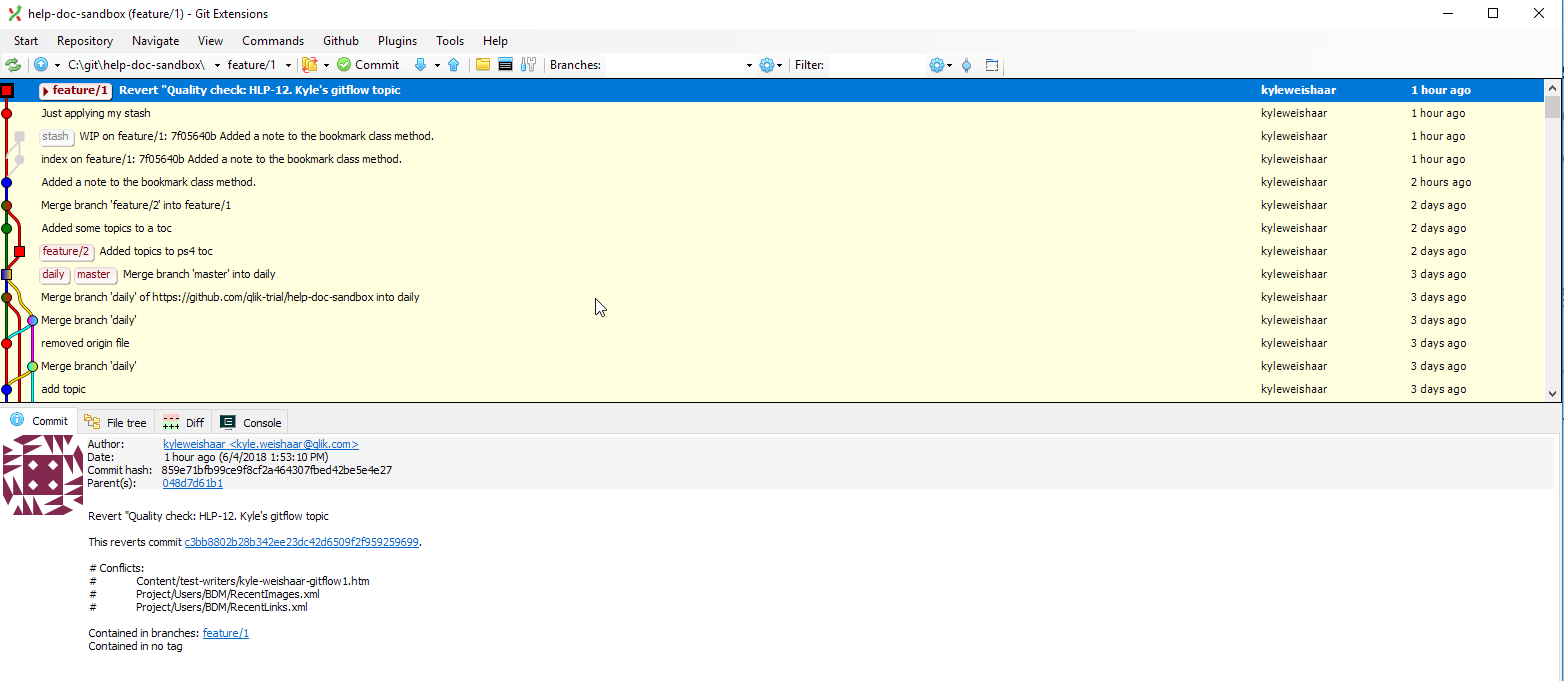 help-doc-sandbox (feature/1) - Git Extensions
Start Repository Navigate View Commands Github Plugins Tools Help
C:\git\help-doc-sandbox\ feature/1 Commit Branches: Filter:
feature/1 Revert "Quality check: HLP-12. Kyle's gitflow topic kyleweishaar 1 hour ago
Just applying my stash kyleweishaar 1 hour ago
stash WIP on feature/1: 7f05640b Added a note to the bookmark class method. kyleweishaar 1 hour ago
index on feature/1: 7f05640b Added a note to the bookmark class method. kyleweishaar 1 hour ago
Added a note to the bookmark class method. kyleweishaar 2 hours ago
Merge branch 'feature/2' into feature/1 kyleweishaar 2 days ago
Added some topics to a toc kyleweishaar 2 days ago
feature/2 Added topics to ps4 toc kyleweishaar 2 days ago
daily master Merge branch 'master' into daily kyleweishaar 3 days ago
Merge branch 'daily' of https://github.com/qlik-trial/help-doc-sandbox into daily kyleweishaar 3 days ago
Merge branch 'daily' kyleweishaar 3 days ago
removed origin file kyleweishaar 3 days ago
Merge branch 'daily' kyleweishaar 3 days ago
add topic kyleweishaar 3 days ago
Commit File tree Diff Console
Author: kyleweishaar <kyle.weishaar@qlik.com>
Date: 1 hour ago (6/4/2018 1:53:10 PM)
Commit hash: 859e71bfb99ce9f8cf2a464307fbed42be5e4e27
Parent(s): 048d7d61b1
Revert "Quality check: HLP-12. Kyle's gitflow topic
This reverts commit c3bb8802b28b342ee23dc42d6509f2f959259699.
# Conflicts:
# Content/test-writers/kyle-weishaar-gitflow1.htm
# Project/Users/BDM/RecentImages.xml
# Project/Users/BDM/RecentLinks.xml
Contained in branches: feature/1
Contained in no tag